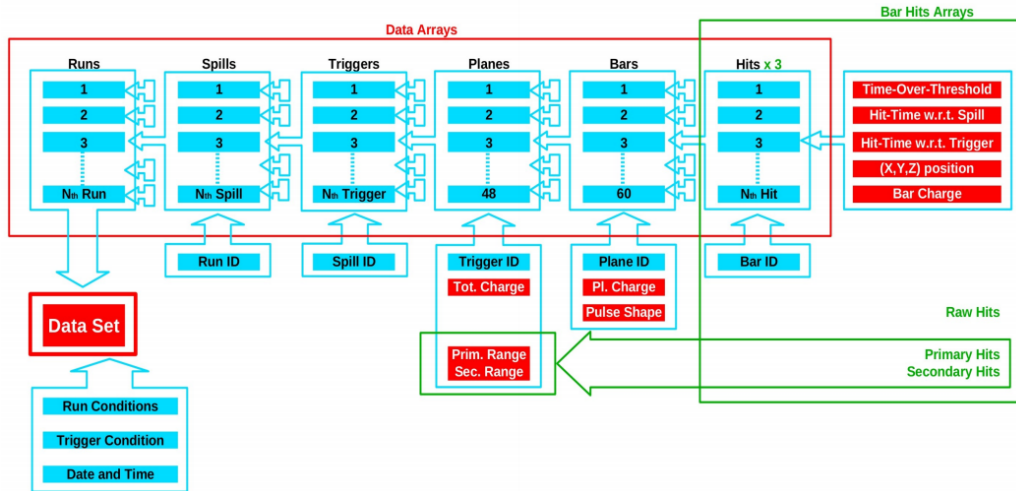 Bar Hits Arrays
Data Arrays
Runs Spills Triggers Planes Bars Hits x 3
1 1 1 1 1 1 Time-Over-Threshold
2 2 2 2 2 2 Hit-Time w.r.t. Spill
3 3 3 3 3 3 Hit-Time w.r.t. Trigger
(X,Y,Z) position
Nth Run Nth Spill Nth Trigger 48 60 Nth Hit Bar Charge
Run ID Spill ID Trigger ID Plane ID Bar ID
Tot. Charge Pl. Charge
Pulse Shape Raw Hits
Data Set
Prim. Range Primary Hits
Sec. Range Secondary Hits
Run Conditions
Trigger Condition
Date and Time